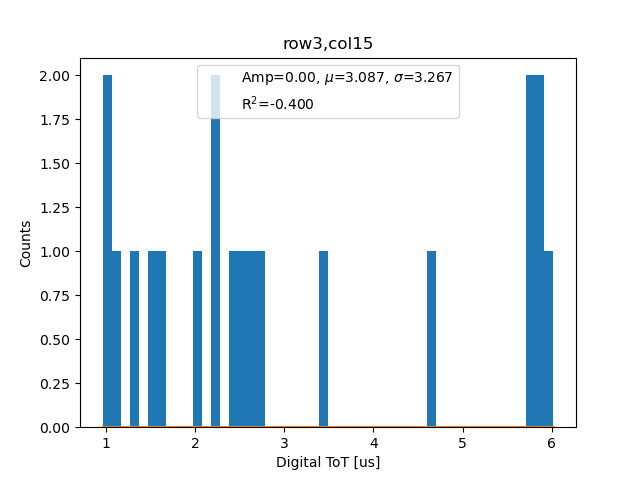 row3,col15
Amp=0.00, μ=3.087, σ=3.267
R²=-0.400
2.00
1.75
1.50
1.25
1.00
0.75
0.50
0.25
0.00
Counts
1 2 3 4 5 6
Digital ToT [us]